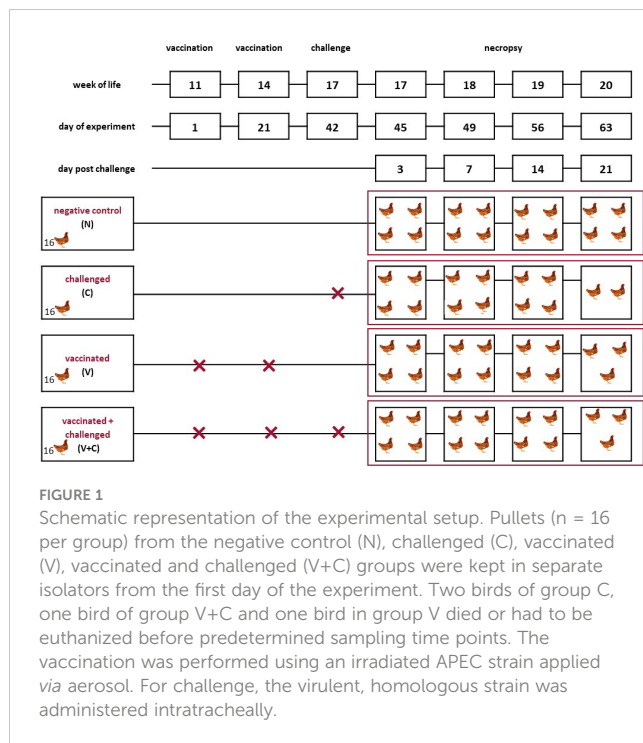 vaccination vaccination challenge necropsy
week of life 11 14 17 17 18 19 20
day of experiment 1 21 42 45 49 56 63
day post challenge 3 7 14 21
negative control
(N)
16
challenged
(C)
16
vaccinated
(V)
16
vaccinated +
challenged
(V+C)
16
FIGURE 1
Schematic representation of the experimental setup. Pullets (n = 16
per group) from the negative control (N), challenged (C), vaccinated
(V), vaccinated and challenged (V+C) groups were kept in separate
isolators from the first day of the experiment. Two birds of group C,
one bird of group V+C and one bird in group V died or had to be
euthanized before predetermined sampling time points. The
vaccination was performed using an irradiated APEC strain applied
via aerosol. For challenge, the virulent, homologous strain was
administered intratracheally.